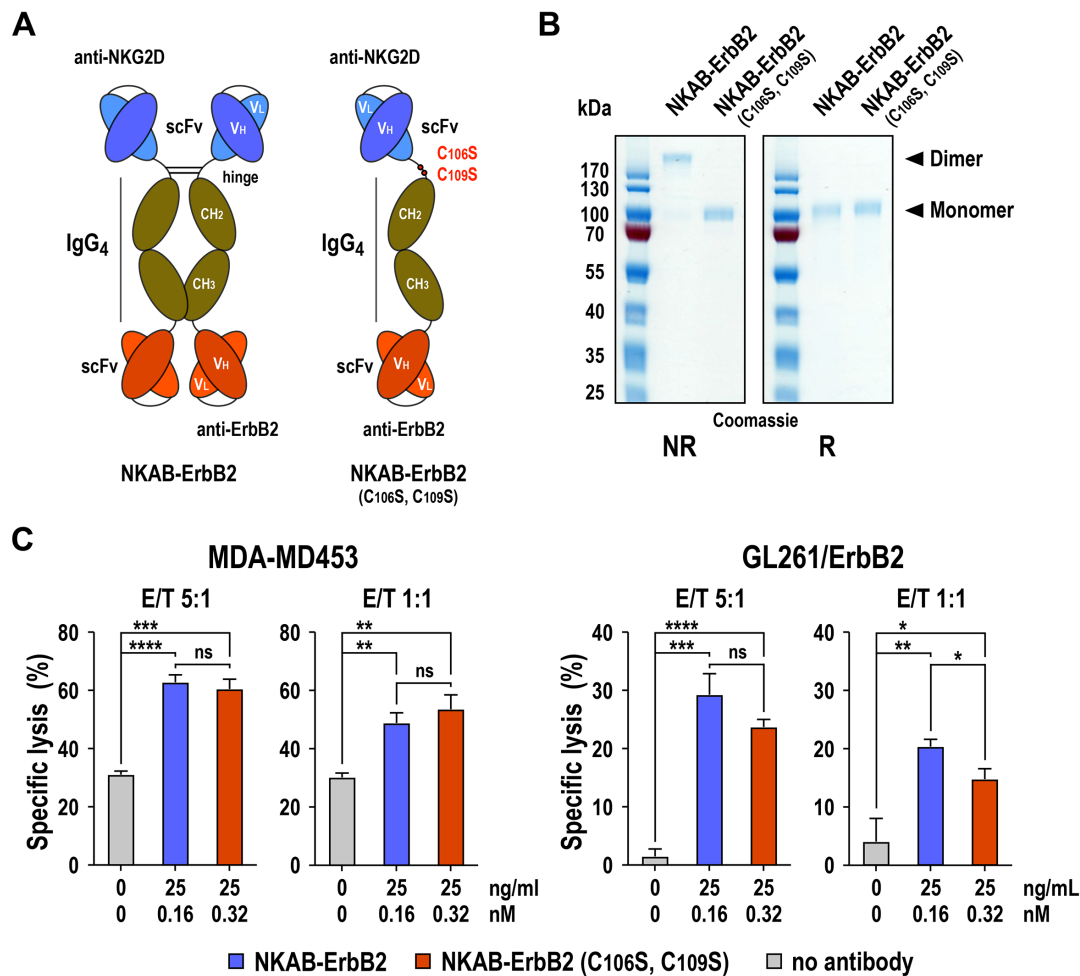 A
anti-NKG2D
anti-NKG2D
VL
VH
scFv
VL
VH
scFv
C106S
C109S
hinge
IgG4
CH2
CH3
IgG4
CH2
CH3
scFv
VH
VL
scFv
VH
VL
anti-ErbB2
anti-ErbB2
NKAB-ErbB2
NKAB-ErbB2
(C106S, C109S)
B
NKAB-ErbB2
NKAB-ErbB2
(C106S, C109S)
NKAB-ErbB2
NKAB-ErbB2
(C106S, C109S)
kDa
170
130
100
70
55
40
35
25
Dimer
Monomer
Coomassie
NR
R
C
MDA-MD453
GL261/ErbB2
E/T 5:1
Specific lysis (%)
80
60
40
20
0
***
****
ns
0 25 25
0 0.16 0.32
E/T 1:1
80
60
40
20
0
**
**
ns
0 25 25 ng/ml
0 0.16 0.32 nM
E/T 5:1
Specific lysis (%)
40
30
20
10
0
****
***
ns
0 25 25
0 0.16 0.32
E/T 1:1
40
30
20
10
0
*
**
*
0 25 25 ng/mL
0 0.16 0.32 nM
NKAB-ErbB2
NKAB-ErbB2 (C106S, C109S)
no antibody